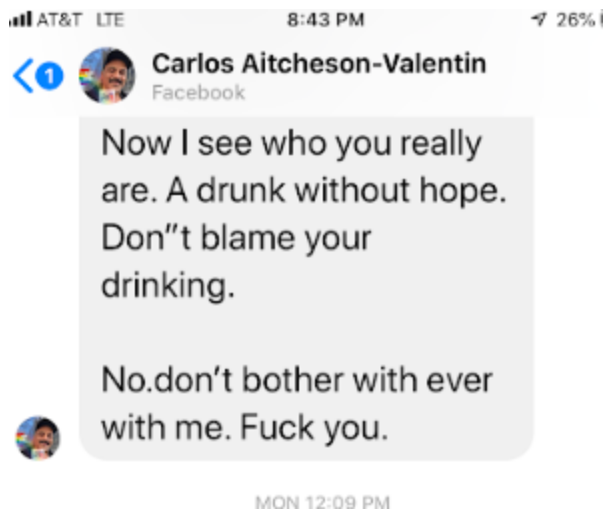 AT&T LTE 8:43 PM 26%
1 Carlos Aitcheson-Valentin
Facebook
Now I see who you really
are. A drunk without hope.
Don"t blame your
drinking.
No.don't bother with ever
with me. Fuck you.
MON 12:09 PM